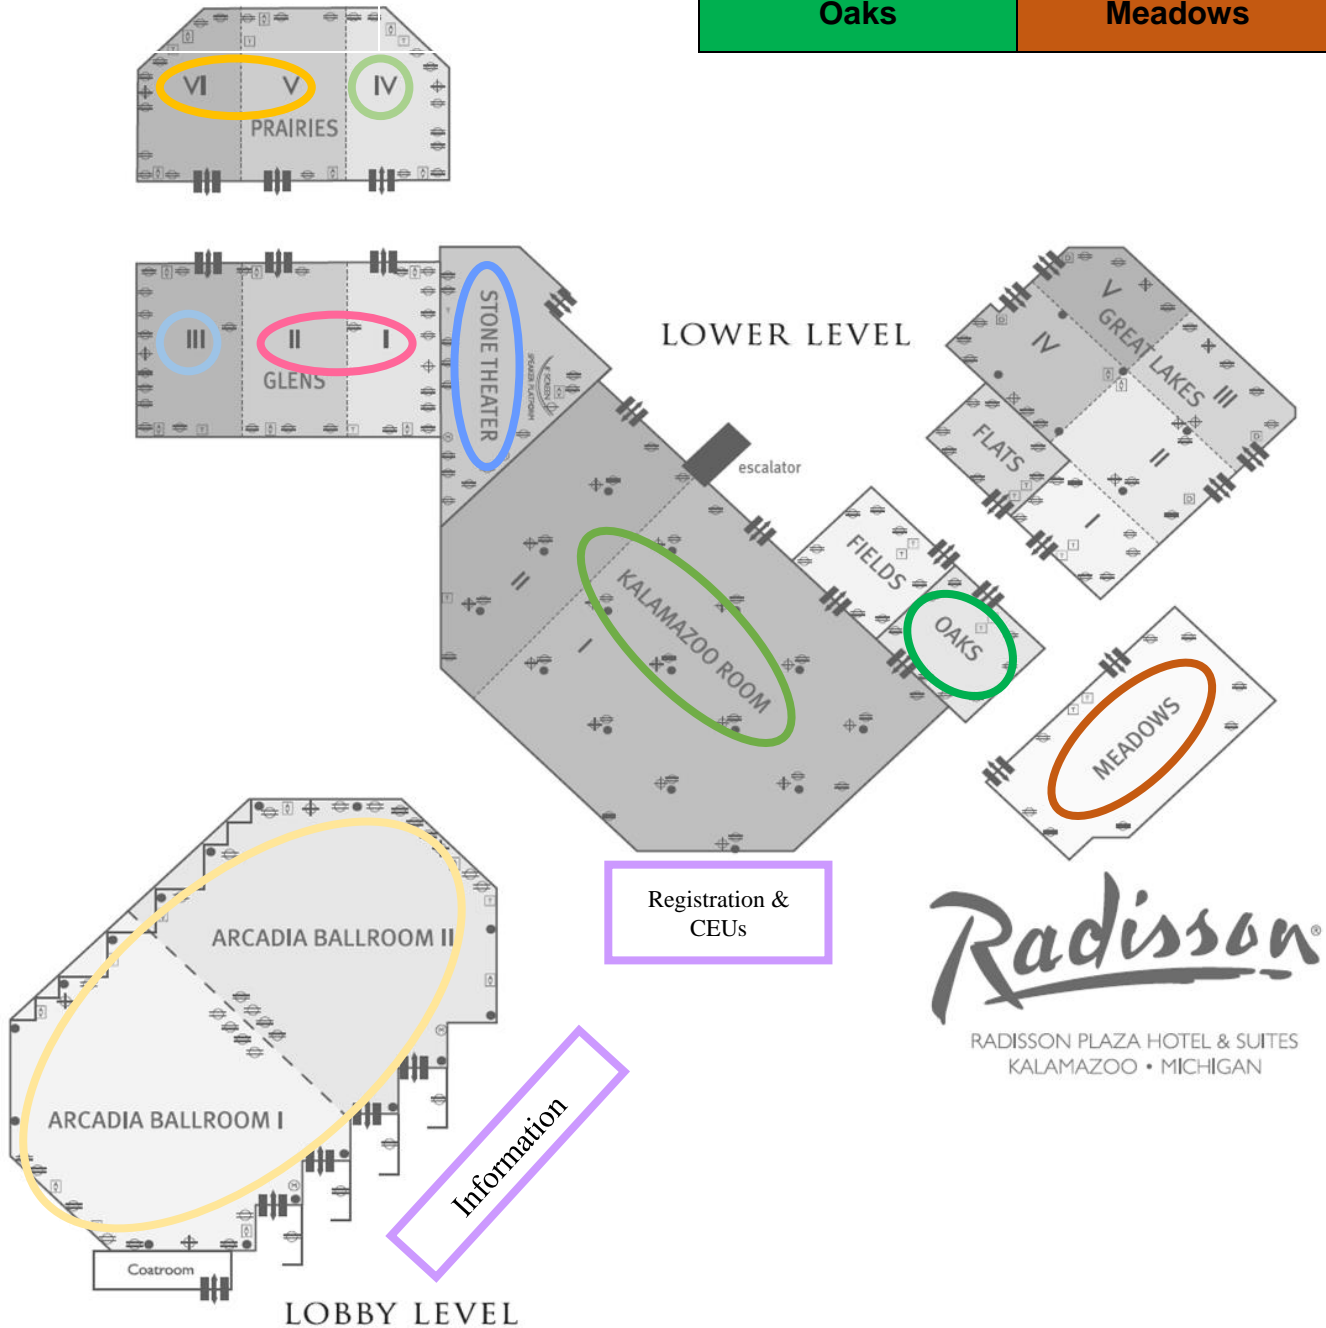 Oaks
Meadows
VI
V
IV
PRAIRIES
III
II
I
GLENS
STONE THEATER
SPEAKER PLATFORM
LOWER LEVEL
V
GREAT LAKES
IV
III
II
I
FLATS
escalator
FIELDS
OAKS
II
I
KALAMAZOO ROOM
MEADOWS
Registration &
CEUs
Radisson®
RADISSON PLAZA HOTEL & SUITES
KALAMAZOO • MICHIGAN
ARCADIA BALLROOM II
ARCADIA BALLROOM I
Information
Coatroom
LOBBY LEVEL